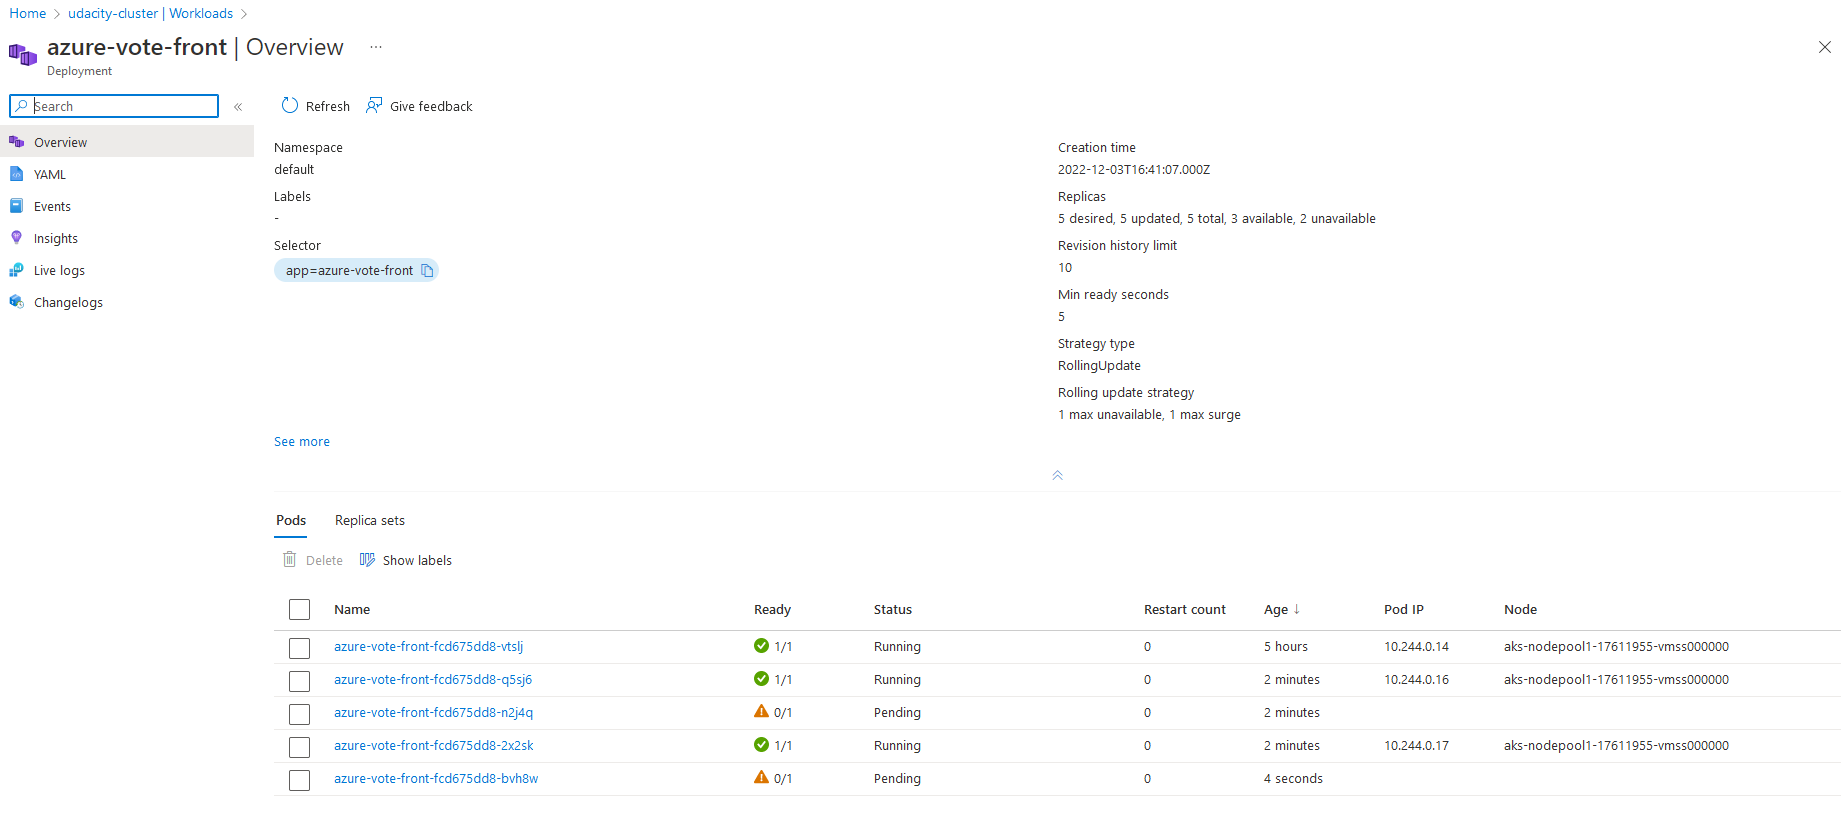 Home > udacity-cluster | Workloads >
azure-vote-front | Overview ...
Deployment
Search «
Refresh Give feedback
Overview
YAML
Events
Insights
Live logs
Changelogs
Namespace
default
Labels
-
Selector
app=azure-vote-front
See more
Creation time
2022-12-03T16:41:07.000Z
Replicas
5 desired, 5 updated, 5 total, 3 available, 2 unavailable
Revision history limit
10
Min ready seconds
5
Strategy type
RollingUpdate
Rolling update strategy
1 max unavailable, 1 max surge
Pods Replica sets
Delete Show labels
Name Ready Status Restart count Age ↓ Pod IP Node
azure-vote-front-fcd675dd8-vtslj 1/1 Running 0 5 hours 10.244.0.14 aks-nodepool1-17611955-vmss000000
azure-vote-front-fcd675dd8-q5sj6 1/1 Running 0 2 minutes 10.244.0.16 aks-nodepool1-17611955-vmss000000
azure-vote-front-fcd675dd8-n2j4q 0/1 Pending 0 2 minutes
azure-vote-front-fcd675dd8-2x2sk 1/1 Running 0 2 minutes 10.244.0.17 aks-nodepool1-17611955-vmss000000
azure-vote-front-fcd675dd8-bvh8w 0/1 Pending 0 4 seconds